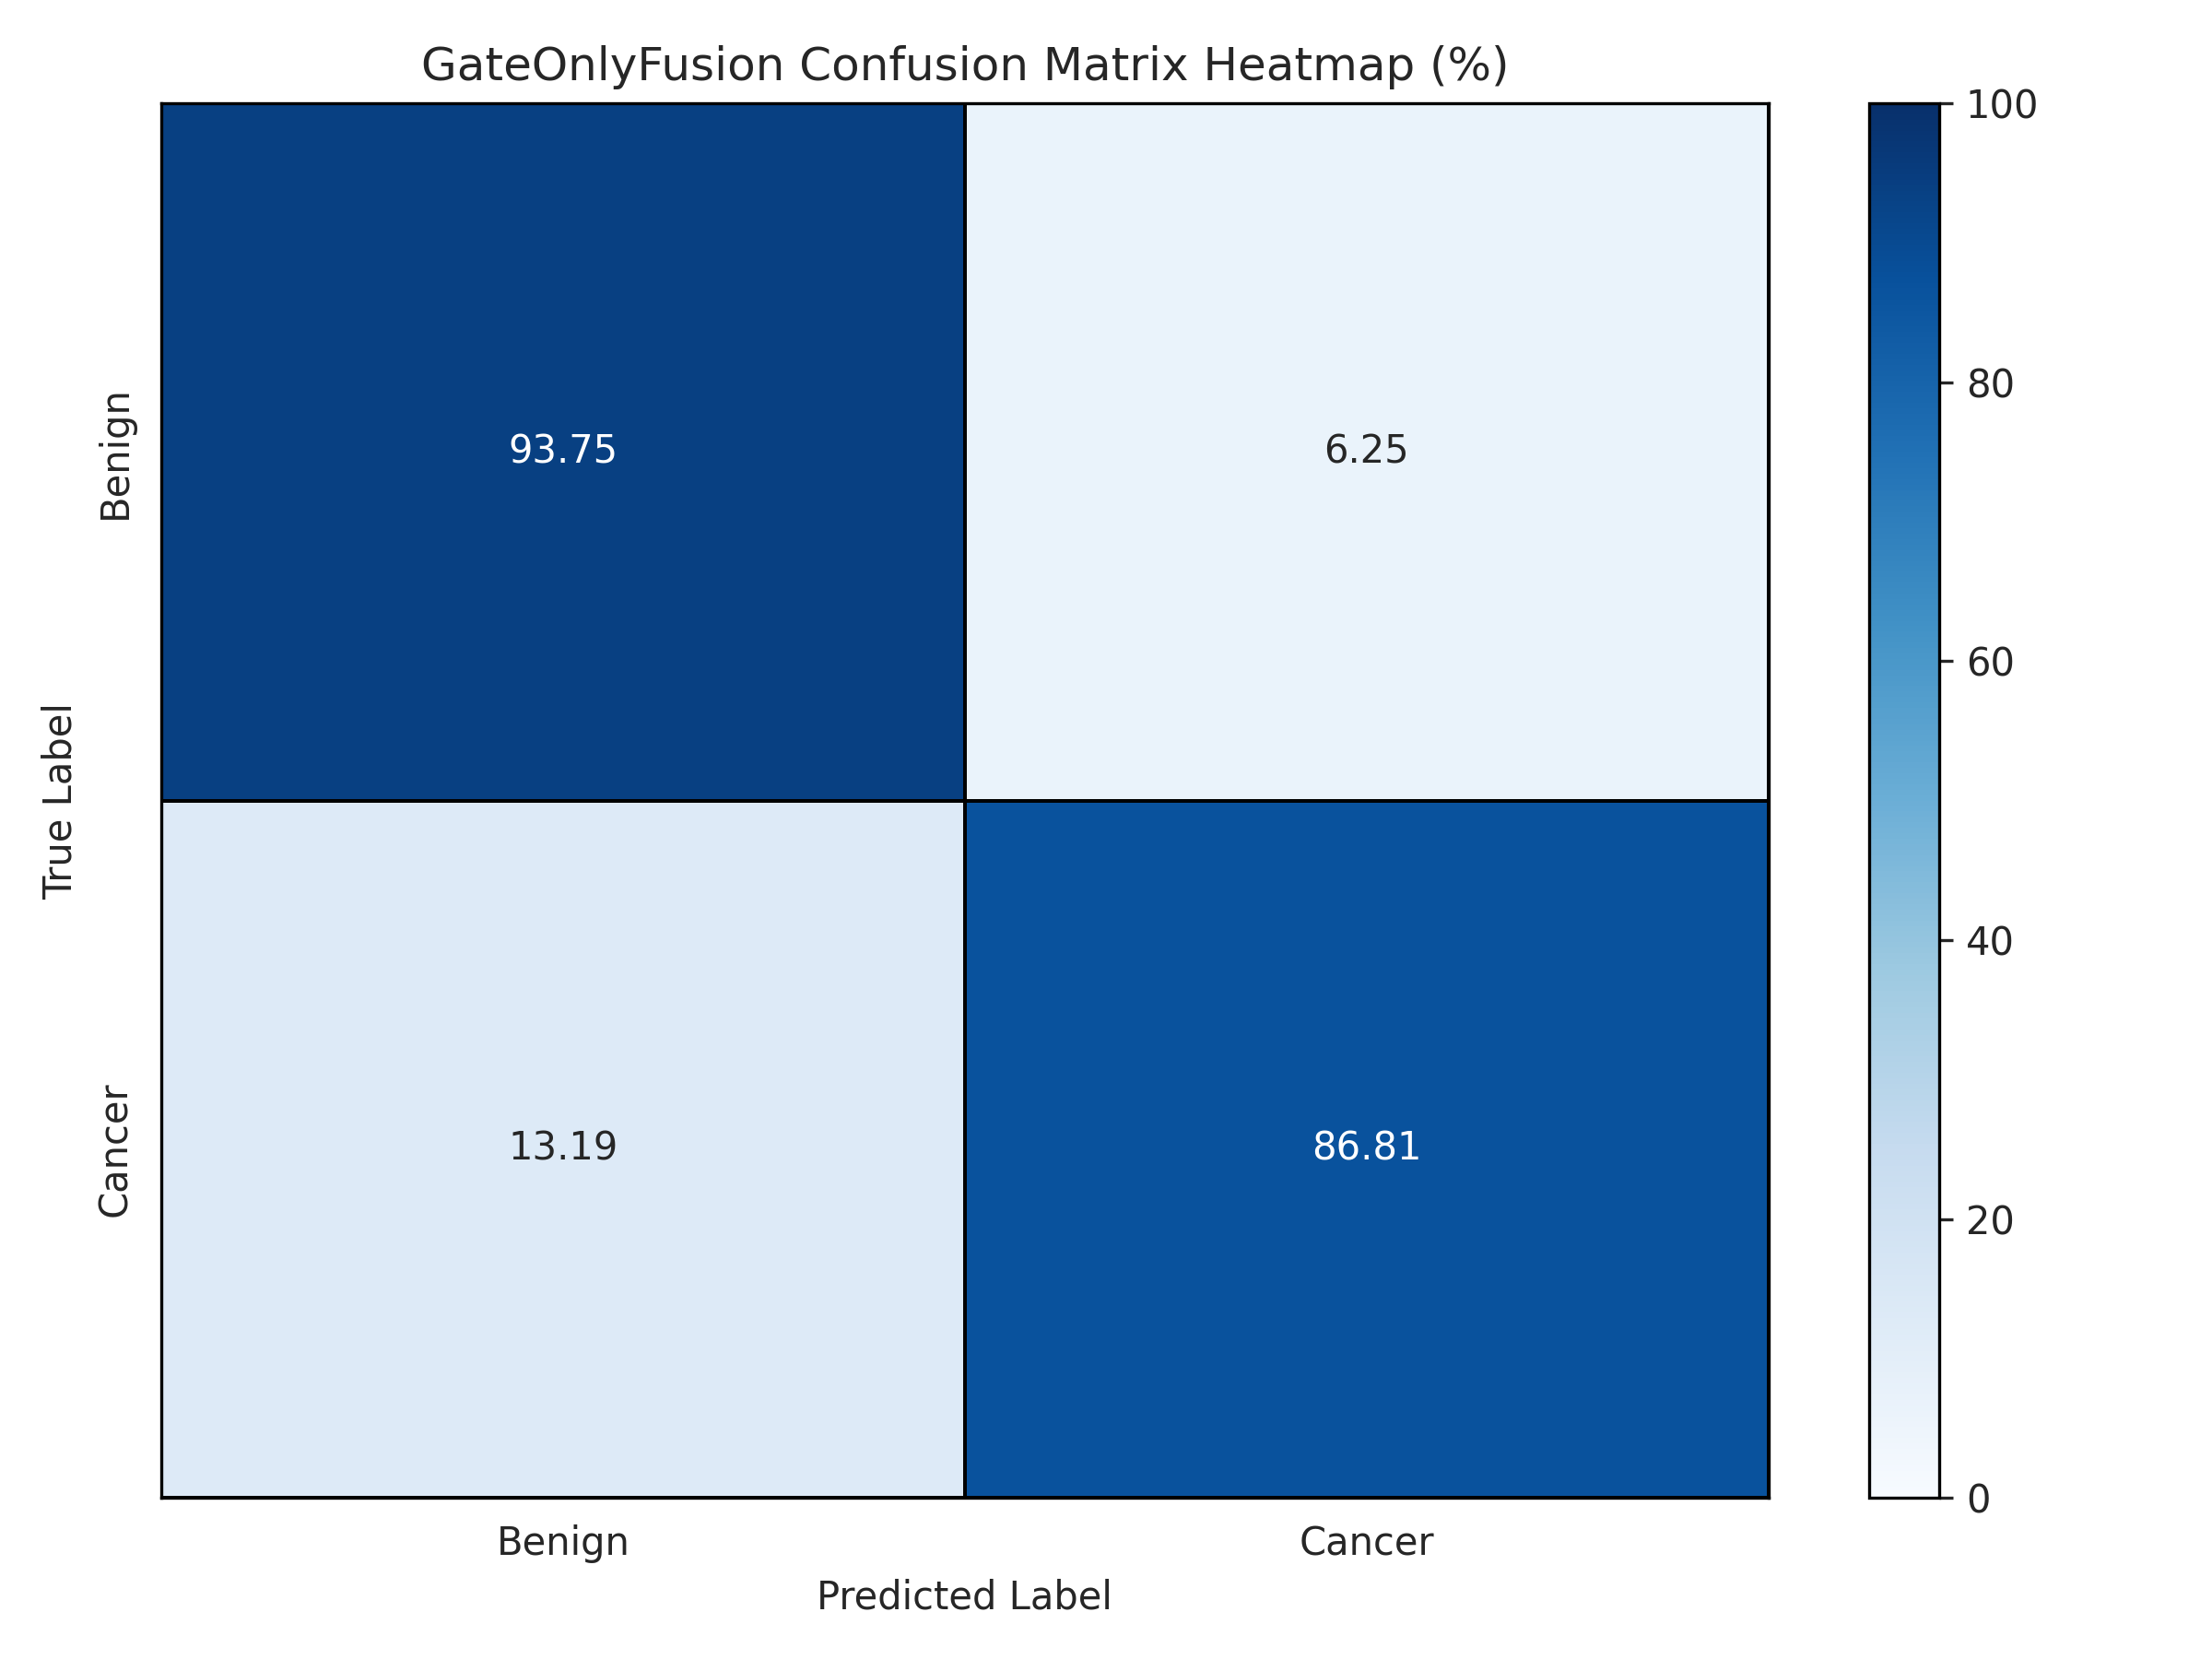 GateOnlyFusion Confusion Matrix Heatmap (%)
True Label
Benign
Cancer
93.75
6.25
13.19
86.81
Benign
Cancer
Predicted Label
100
80
60
40
20
0